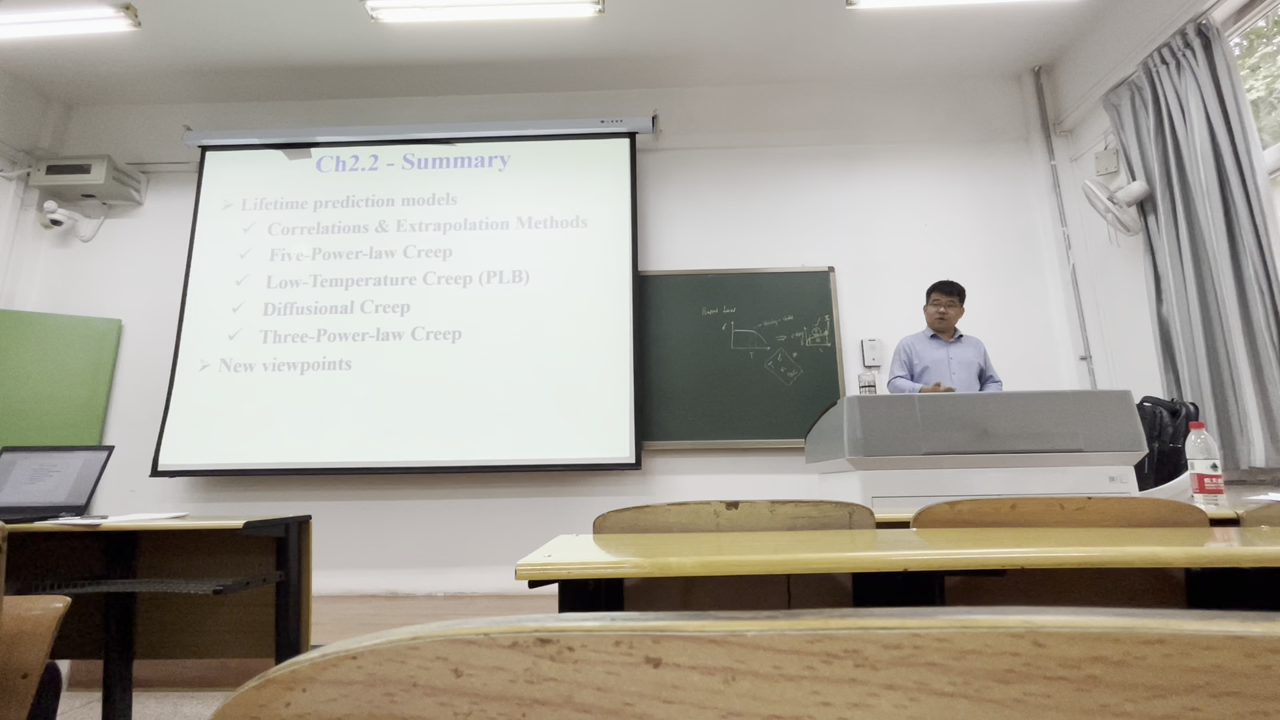 Ch2.2 - Summary
Lifetime prediction models
Correlations & Extrapolation Methods
Five-Power-law Creep
Low-Temperature Creep (PLB)
Diffusional Creep
Three-Power-law Creep
New viewpoints